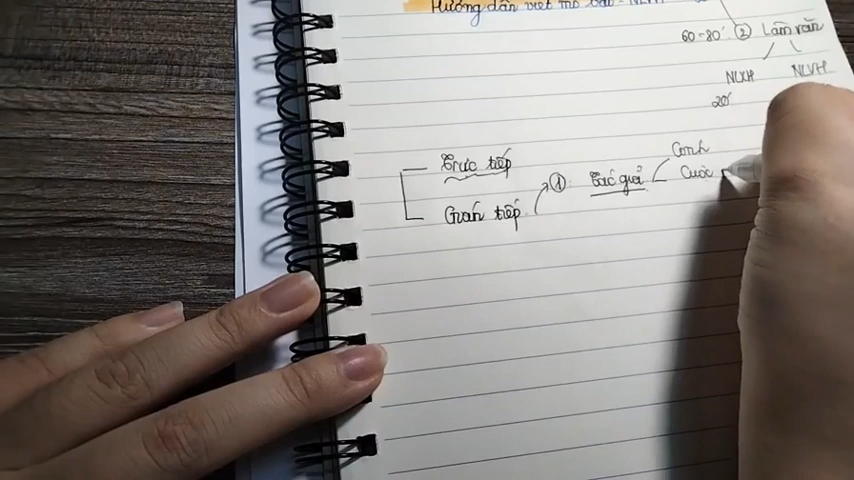 Hướng dẫn viết mở bài - NLVH
60-80' ② Làm văn
NLXH NLVH
20'
Trực tiếp
Gián tiếp ① Tác giả
Cảnh
Cuộc